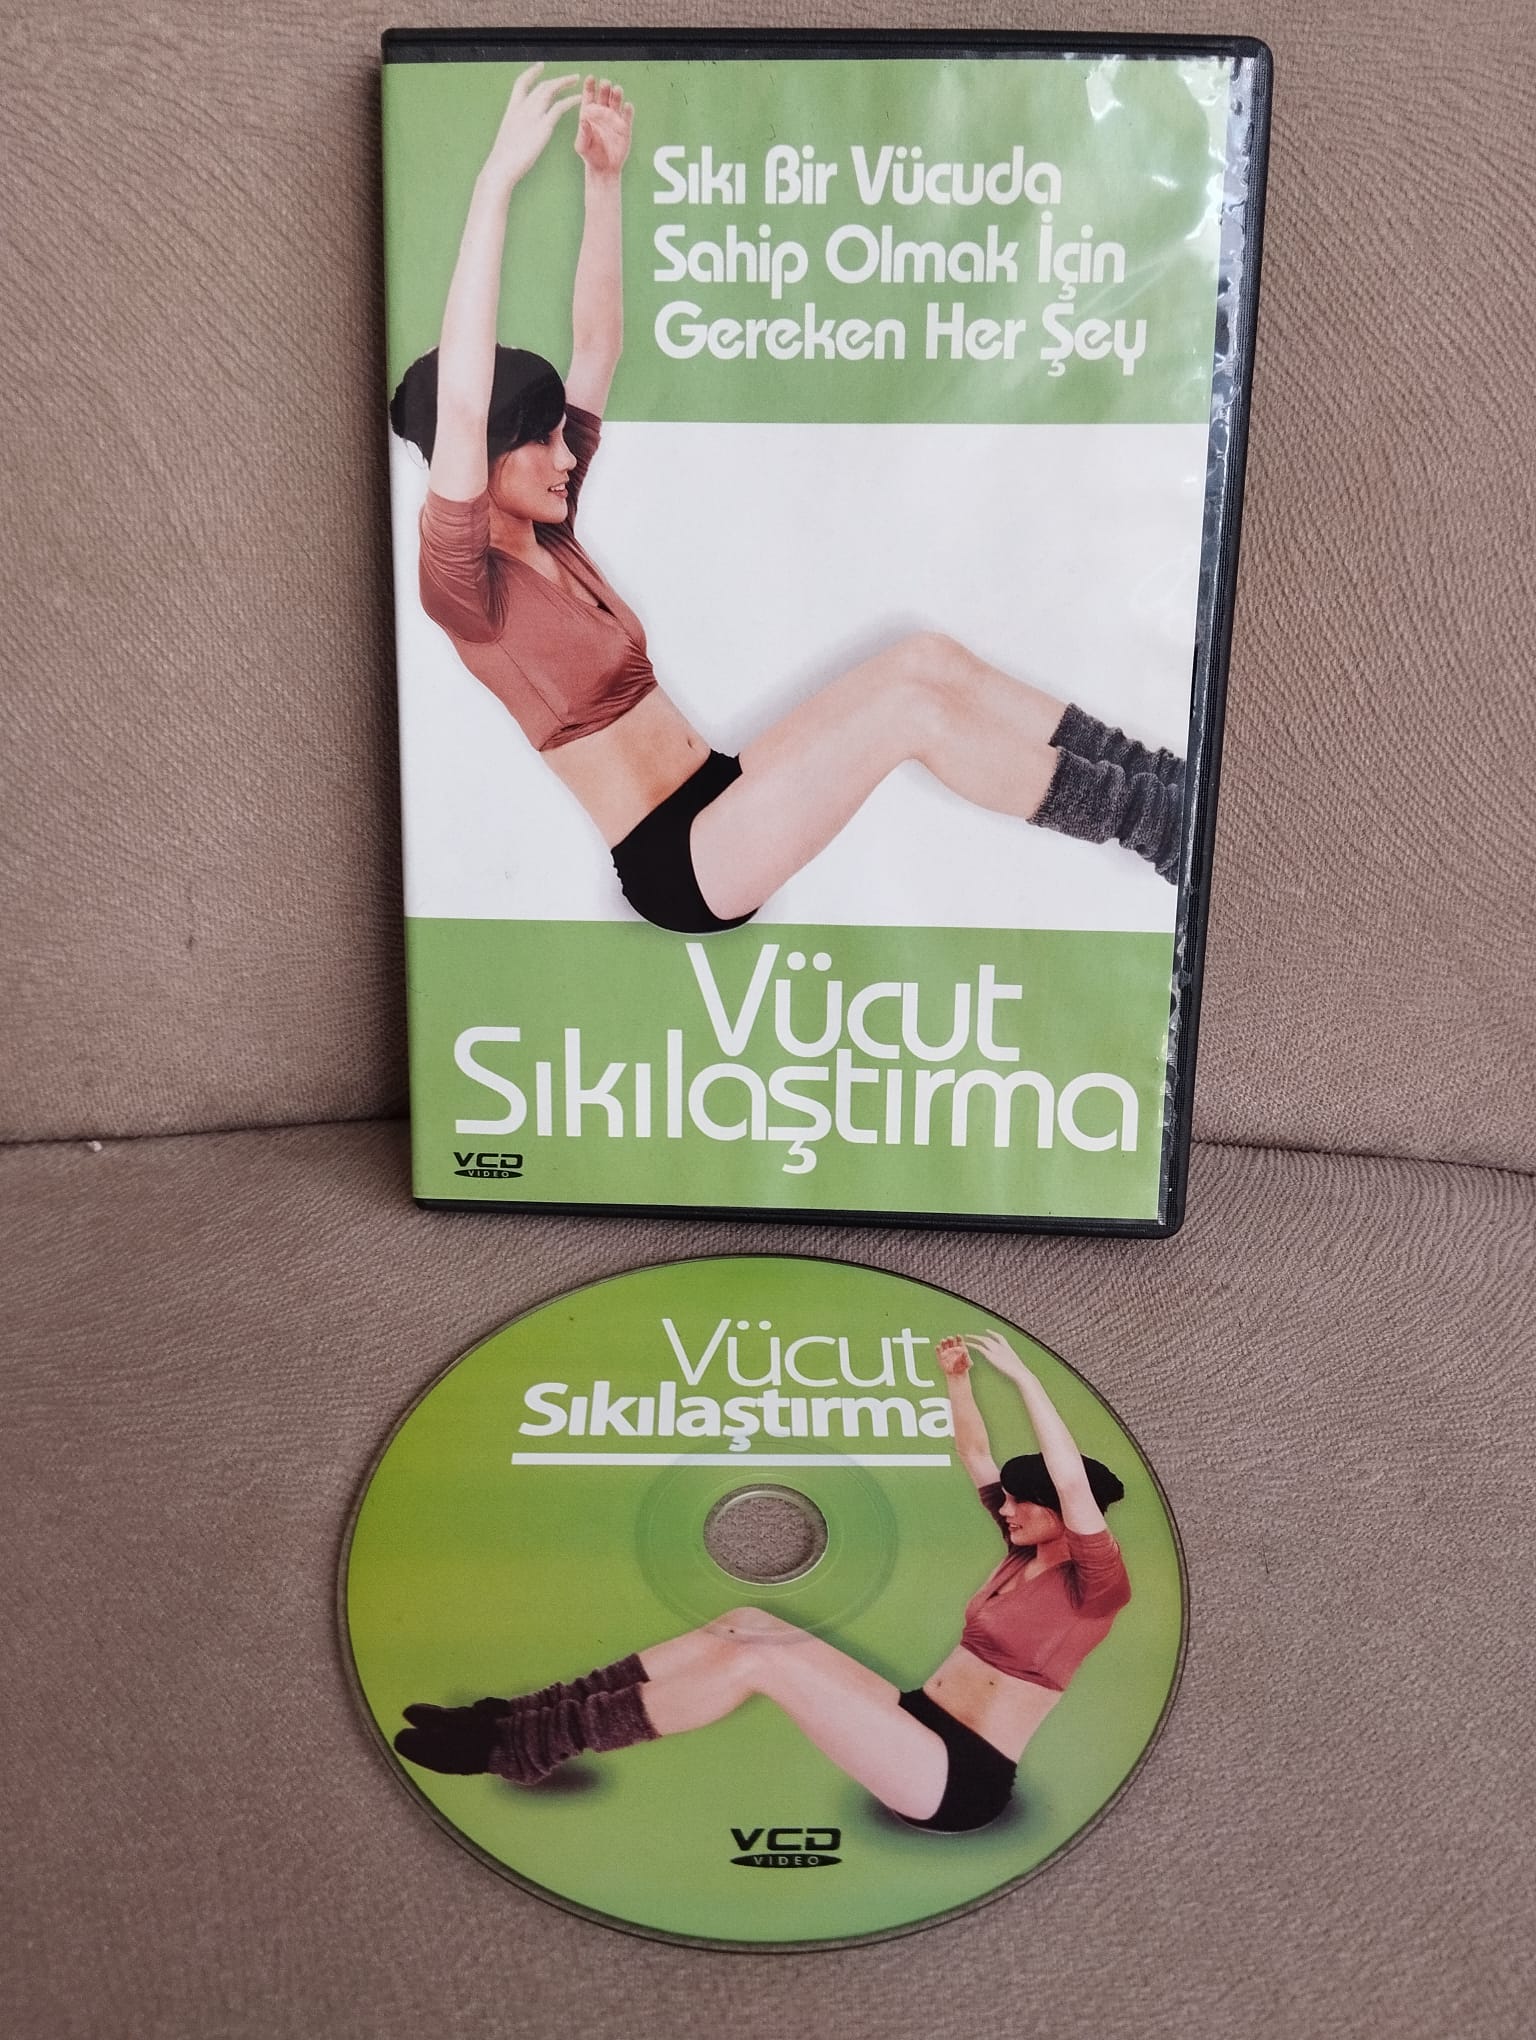 Sıkı Bir Vücuda
Sahip Olmak İçin
Gereken Her Şey
Vücut
Sıkılaştırma
VCD
VIDEO
Vücut
Sıkılaştırma
VCD
VIDEO